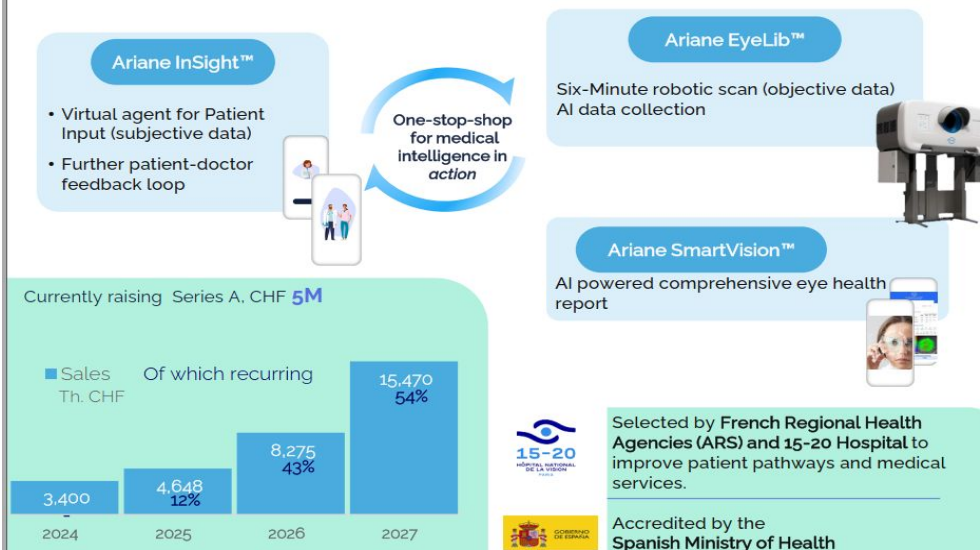 Ariane InSight™
• Virtual agent for Patient
Input (subjective data)
• Further patient-doctor
feedback loop
One-stop-shop
for medical
intelligence in
action
Ariane EyeLib™
Six-Minute robotic scan (objective data)
AI data collection
Ariane SmartVision™
AI powered comprehensive eye health
report
Currently raising Series A, CHF 5M
Sales Of which recurring
Th. CHF
3,400
-
4,648
12%
8,275
43%
15,470
54%
2024 2025 2026 2027
15-20
HÔPITAL NATIONAL
DE LA VISION
PARIS
Selected by French Regional Health
Agencies (ARS) and 15-20 Hospital to
improve patient pathways and medical
services.
GOBIERNO
DE ESPAÑA
Accredited by the
Spanish Ministry of Health